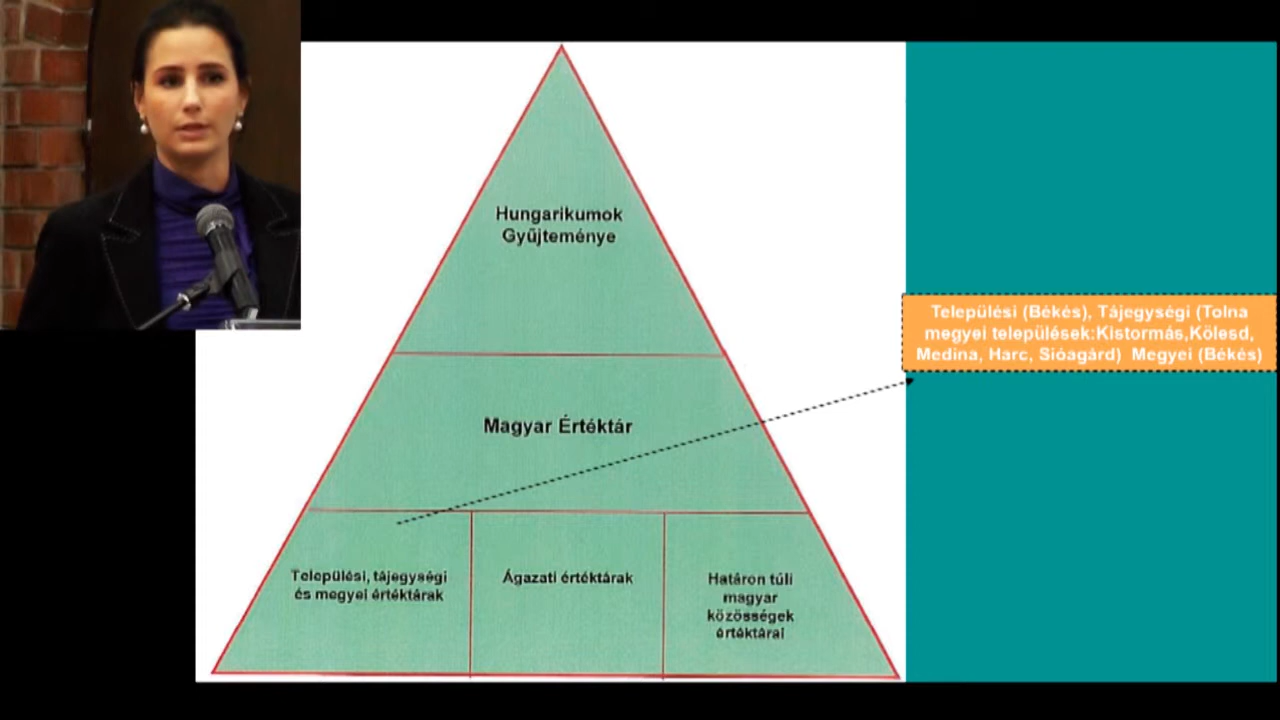 Hungarikumok
Gyűjteménye
Települési (Békés), Tájegységi (Tolna
megyei települések:Kistormás,Kölesd,
Medina, Harc, Sióagárd)  Megyei (Békés)
Magyar Értéktár
Települési, tájegységi
és megyei értéktárak
Ágazati értéktárak
Határon túli
magyar
közösségek
értéktárai